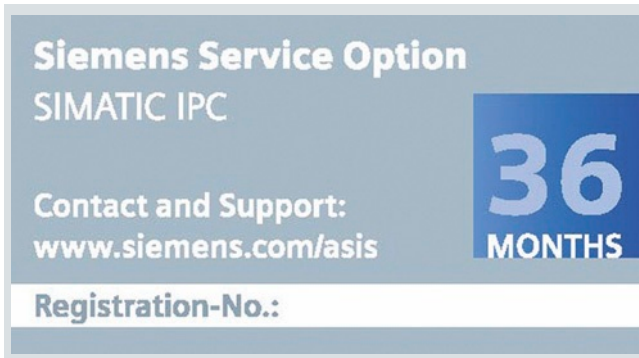 Siemens Service Option
SIMATIC IPC
36
MONTHS
Contact and Support:
www.siemens.com/asis
Registration-No.: